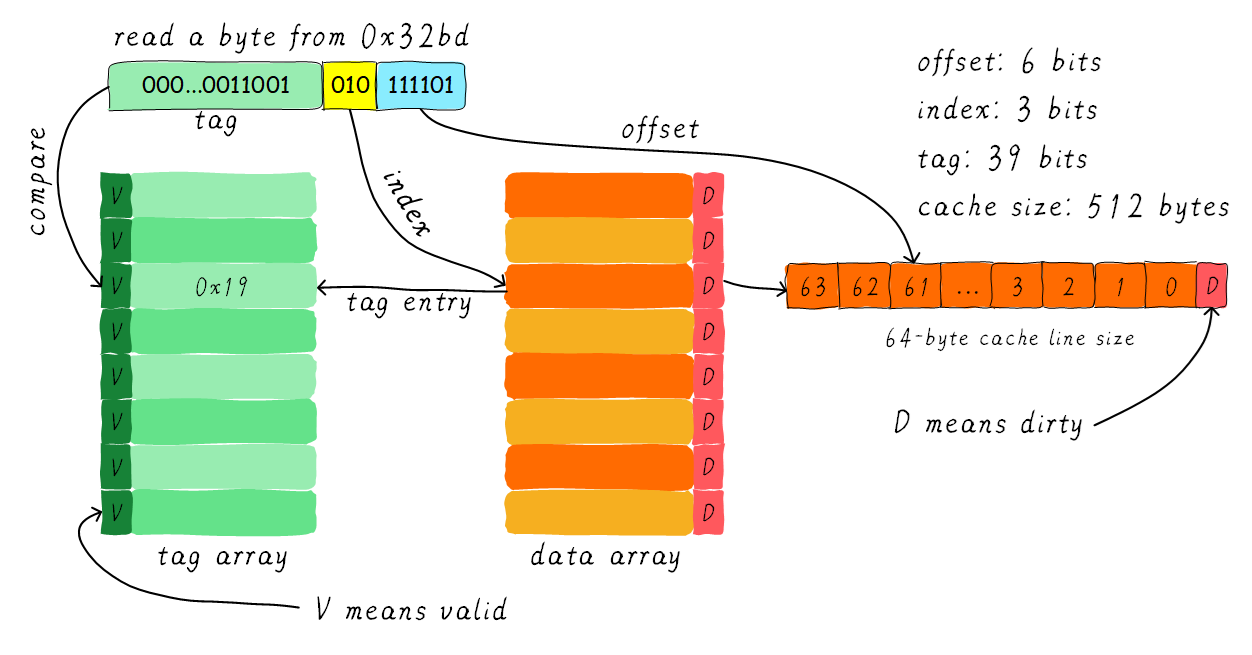 read a byte from 0x32bd
000...0011001 010 111101
tag
offset: 6 bits
index: 3 bits
tag: 39 bits
cache size: 512 bytes
compare
index
offset
V
V
V 0x19
V
V
V
V
V
tag array
V means valid
tag entry
D
D
D
D
D
D
D
D
data array
63 62 61 ... 3 2 1 0 D
64-byte cache line size
D means dirty